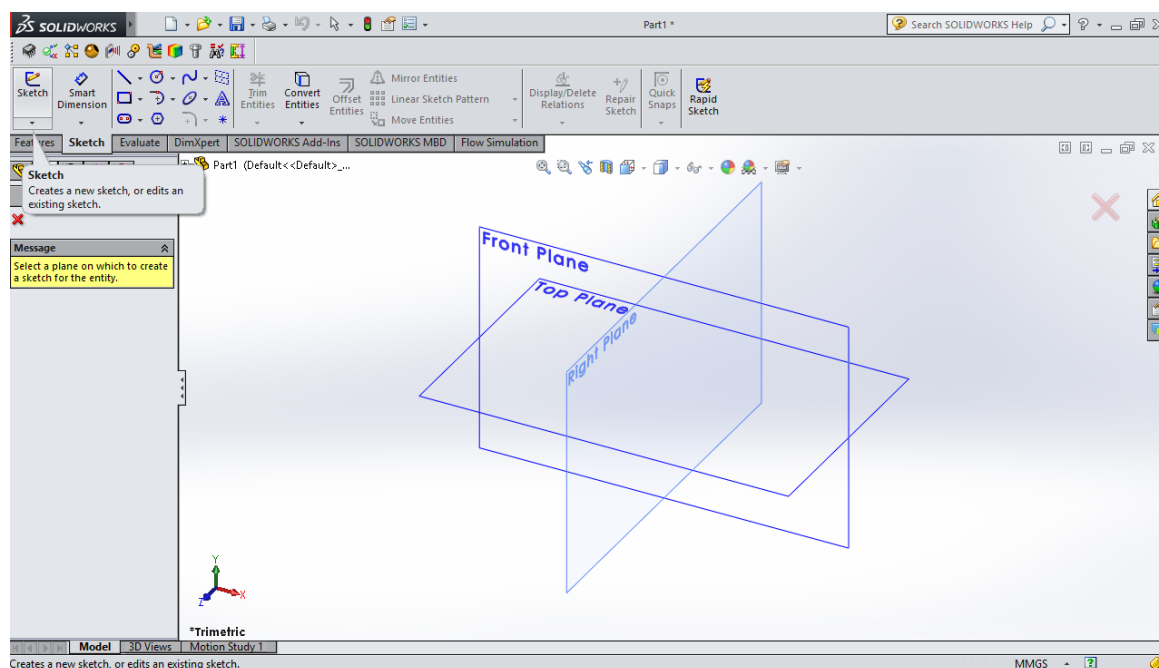 SOLIDWORKS
Part1 *
Search SOLIDWORKS Help
Sketch
Smart
Dimension
Trim
Entities
Convert
Entities
Offset
Entities
Mirror Entities
Linear Sketch Pattern
Move Entities
Display/Delete
Relations
Repair
Sketch
Quick
Snaps
Rapid
Sketch
Features
Sketch
Evaluate
DimXpert
SOLIDWORKS Add-Ins
SOLIDWORKS MBD
Flow Simulation
Part1 (Default<<Default>_...
Sketch
Creates a new sketch, or edits an
existing sketch.
Message
Select a plane on which to create
a sketch for the entity.
Front Plane
Top Plane
Right Plane
Y
X
Z
*Trimetric
Model
3D Views
Motion Study 1
Creates a new sketch, or edits an existing sketch.
MMGS